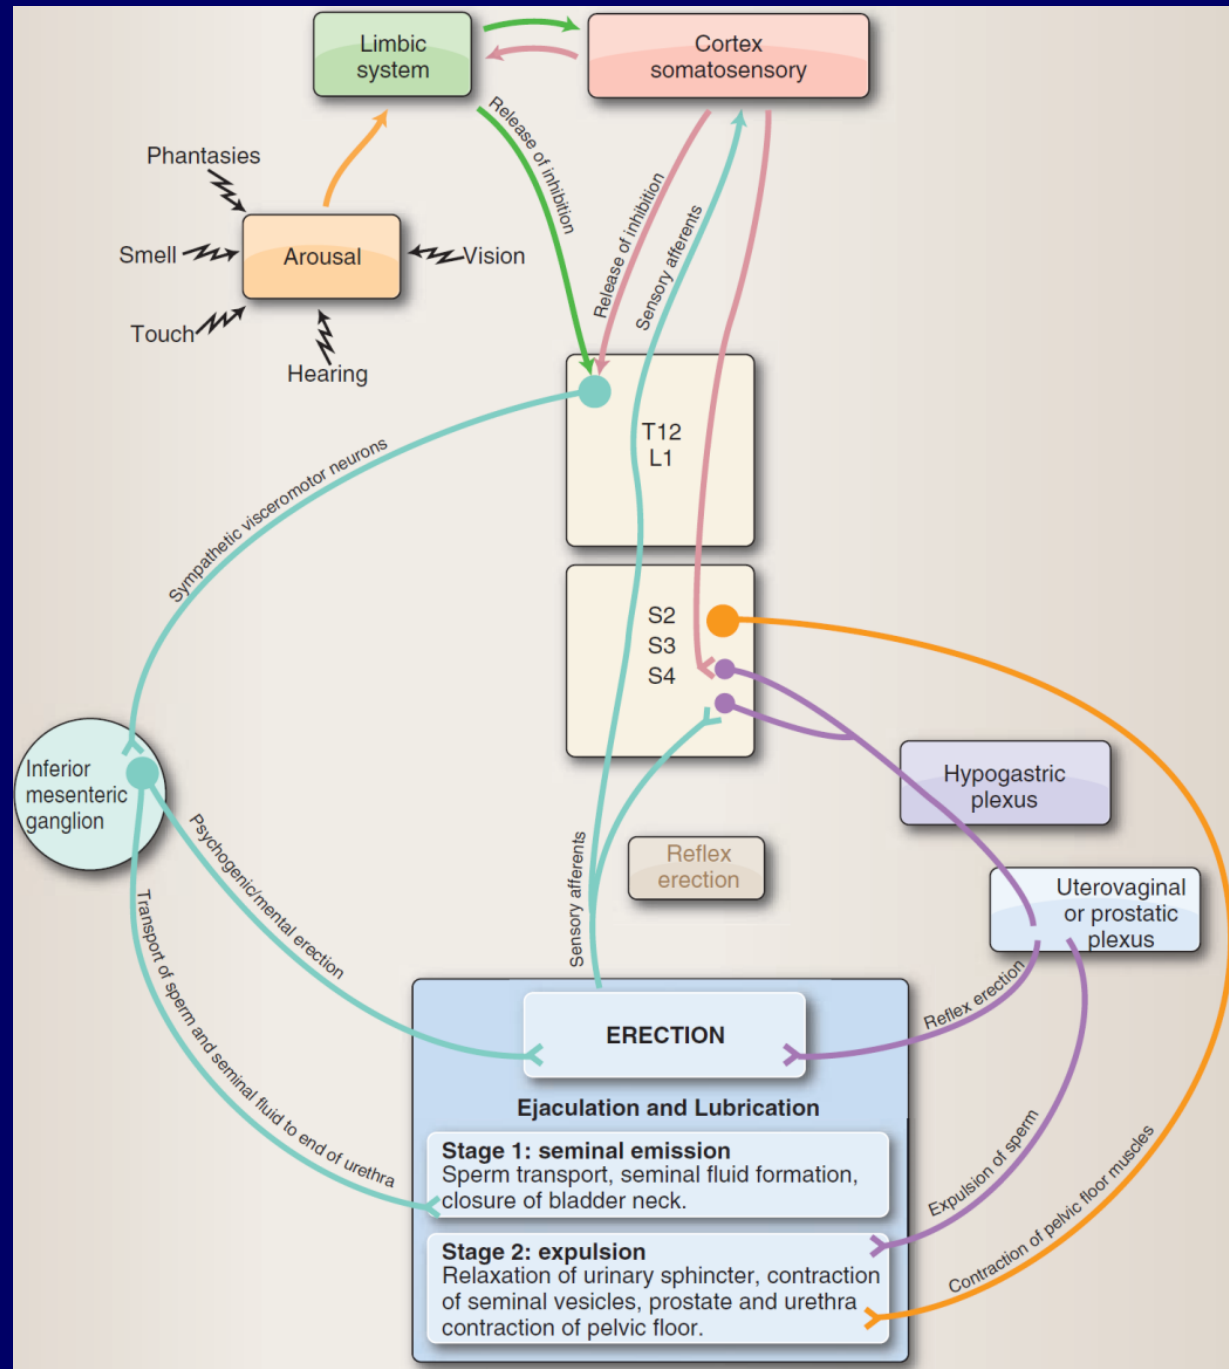 Limbic
system
Cortex
somatosensory
Release of inhibition
Release of inhibition
Sensory afferents
Phantasies
Smell
Arousal
Vision
Touch
Hearing
T12
L1
Sympathetic visceromotor neurons
S2
S3
S4
Inferior
mesenteric
ganglion
Hypogastric
plexus
Psychogenic/mental erection
Sensory afferents
Reflex
erection
Uterovaginal
or prostatic
plexus
Transport of sperm and seminal fluid to end of urethra
Reflex erection
ERECTION
Ejaculation and Lubrication
Stage 1: seminal emission
Sperm transport, seminal fluid formation,
closure of bladder neck.
Expulsion of sperm
Contraction of pelvic floor muscles
Stage 2: expulsion
Relaxation of urinary sphincter, contraction
of seminal vesicles, prostate and urethra
contraction of pelvic floor.